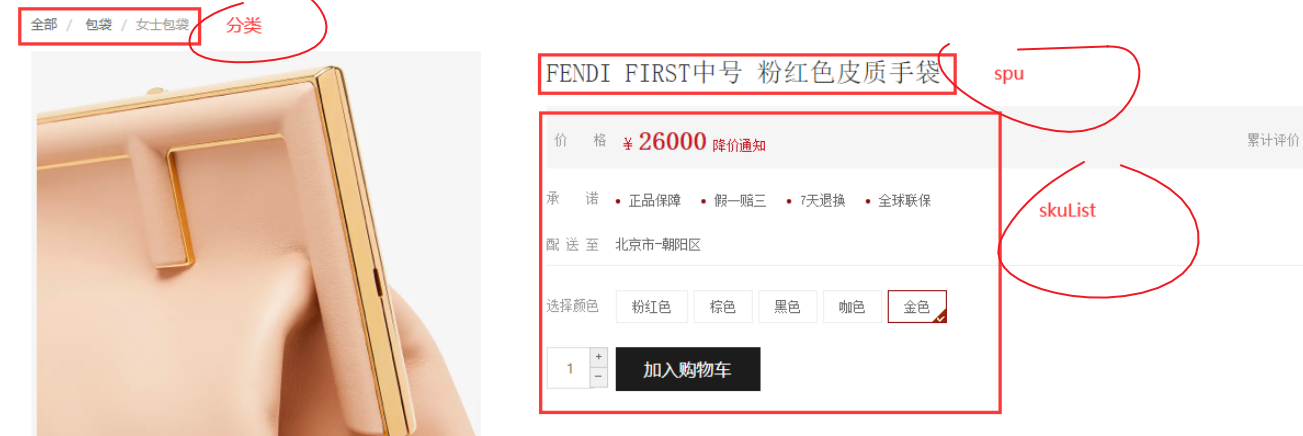 全部 / 包袋 / 女士包袋 分类
FENDI FIRST中号 粉红色皮质手袋 spu
价 格 ¥ 26000 降价通知 累计评价
承 诺 • 正品保障 • 假一赔三 • 7天退换 • 全球联保
skuList
配 送 至 北京市-朝阳区
选择颜色 粉红色 棕色 黑色 咖色 金色
1 + − 加入购物车